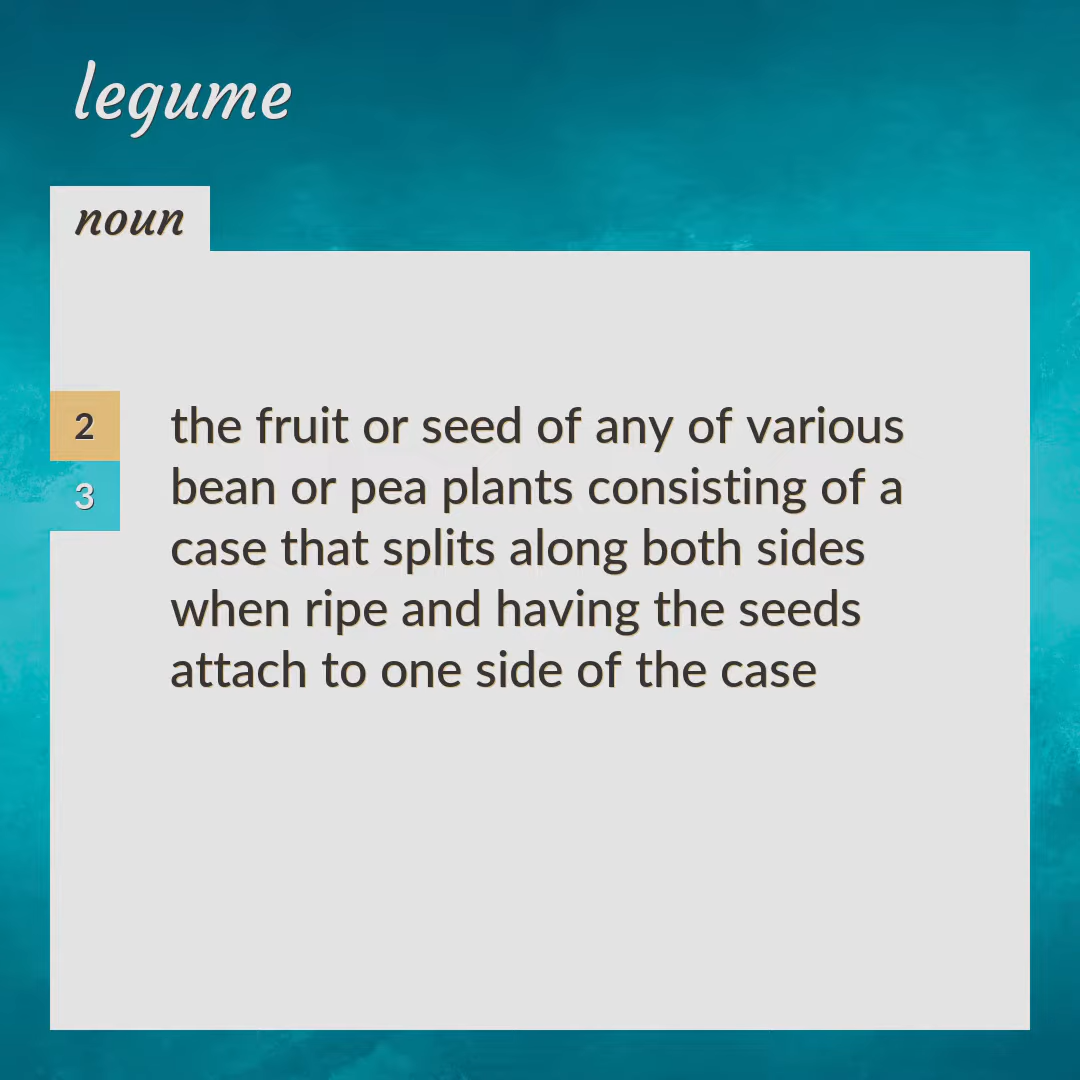 legume
noun
2
the fruit or seed of any of various
3
bean or pea plants consisting of a
case that splits along both sides
when ripe and having the seeds
attach to one side of the case